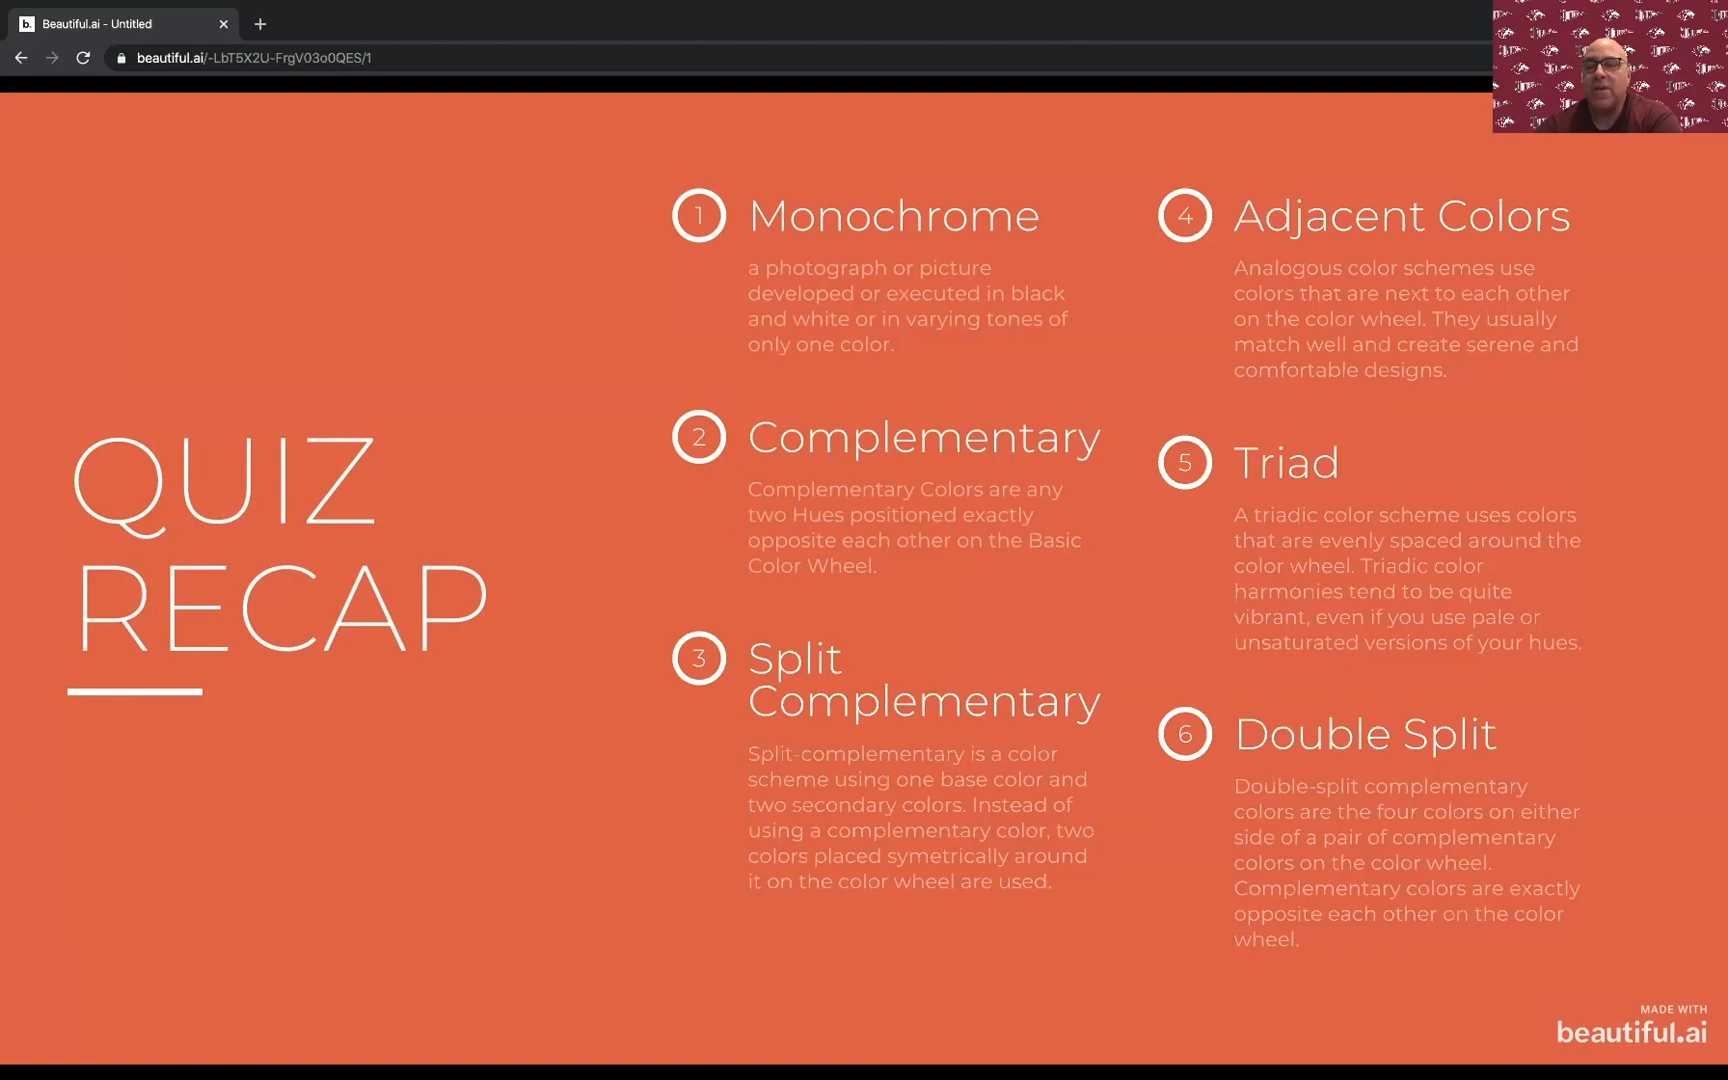 b. Beautiful.ai - Untitled
beautiful.ai/-LbT5X2U-FrgV03o0QES/1
QUIZ
RECAP
1 Monochrome
a photograph or picture
developed or executed in black
and white or in varying tones of
only one color.
2 Complementary
Complementary Colors are any
two Hues positioned exactly
opposite each other on the Basic
Color Wheel.
3 Split
Complementary
Split-complementary is a color
scheme using one base color and
two secondary colors. Instead of
using a complementary color, two
colors placed symetrically around
it on the color wheel are used.
4 Adjacent Colors
Analogous color schemes use
colors that are next to each other
on the color wheel. They usually
match well and create serene and
comfortable designs.
5 Triad
A triadic color scheme uses colors
that are evenly spaced around the
color wheel. Triadic color
harmonies tend to be quite
vibrant, even if you use pale or
unsaturated versions of your hues.
6 Double Split
Double-split complementary
colors are the four colors on either
side of a pair of complementary
colors on the color wheel.
Complementary colors are exactly
opposite each other on the color
wheel.
MADE WITH
beautiful.ai